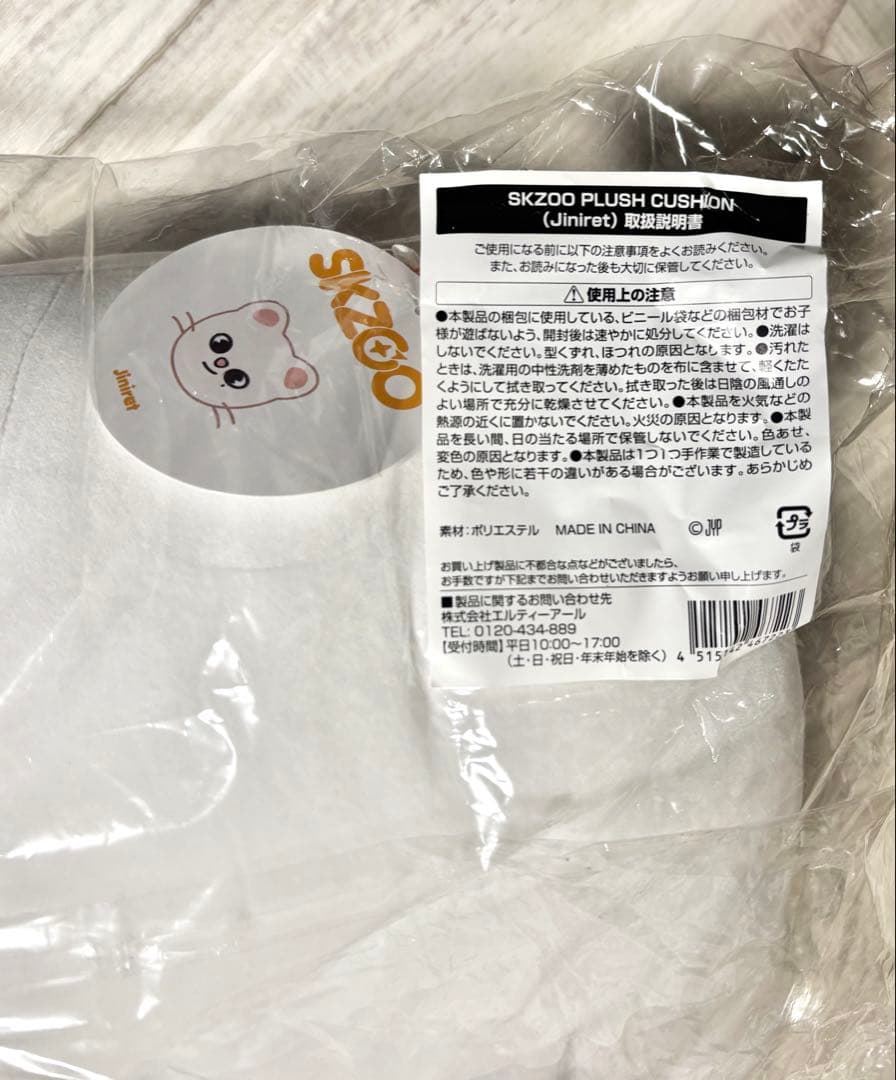 SKZOO
Jiniret
SKZOO PLUSH CUSHION
(Jiniret) 取扱説明書
ご使用になる前に以下の注意事項をよくお読みください。
また、お読みになった後も大切に保管してください。
⚠使用上の注意
●本製品の梱包に使用している、ビニール袋などの梱包材でお子
様が遊ばないよう、開封後は速やかに処分してください。●洗濯は
しないでください。型くずれ、ほつれの原因となります。●汚れた
ときは、洗濯用の中性洗剤を薄めたものを布に含ませて、軽くたた
くようにして拭き取ってください。拭き取った後は日陰の風通しの
よい場所で充分に乾燥させてください。●本製品を火気などの
熱源の近くに置かないでください。火災の原因となります。●本製
品を長い間、日の当たる場所で保管しないでください。色あせ、
変色の原因となります。●本製品は1つ1つ手作業で製造している
ため、色や形に若干の違いがある場合がございます。あらかじめ
ご了承ください。
素材：ポリエステル MADE IN CHINA ©JYP
プラ
袋
お買い上げ製品に不都合な点などがございましたら、
お手数ですが下記までお問い合わせいただきますようお願い申し上げます。
■製品に関するお問い合わせ先
株式会社エルティーアール
TEL: 0120-434-889
【受付時間】平日10:00～17:00
（土・日・祝日・年末年始を除く）
4 515